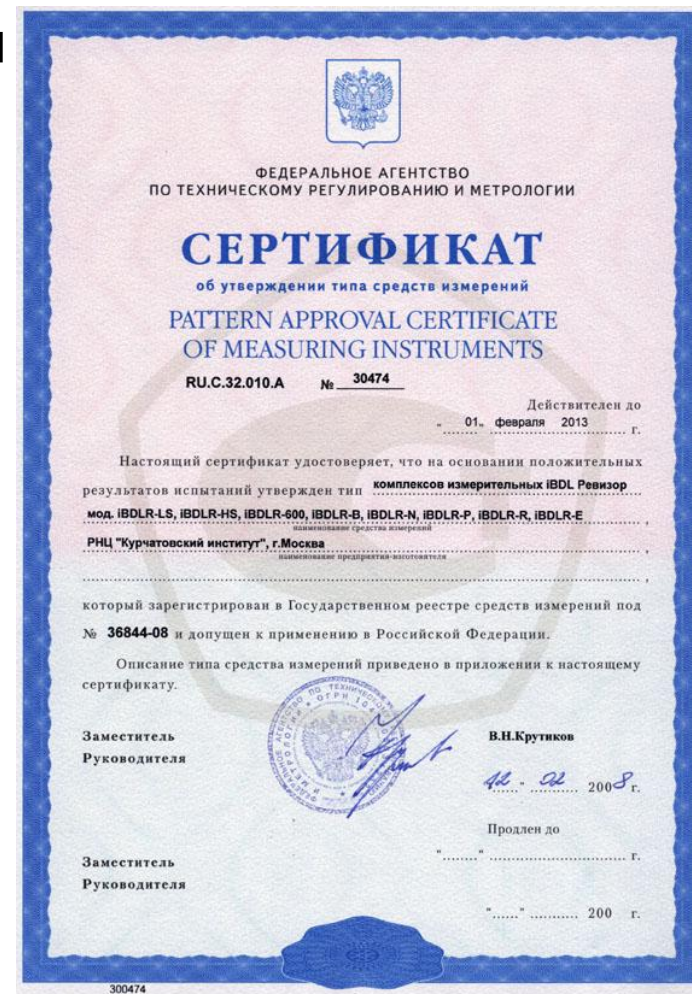 ФЕДЕРАЛЬНОЕ АГЕНТСТВО
ПО ТЕХНИЧЕСКОМУ РЕГУЛИРОВАНИЮ И МЕТРОЛОГИИ
СЕРТИФИКАТ
об утверждении типа средств измерений
PATTERN APPROVAL CERTIFICATE
OF MEASURING INSTRUMENTS
RU.C.32.010.A № 30474
Действителен до
" 01 " февраля 2013 г.
Настоящий сертификат удостоверяет, что на основании положительных
результатов испытаний утвержден тип комплексов измерительных iBDL Ревизор
мод. iBDLR-LS, iBDLR-HS, iBDLR-600, iBDLR-B, iBDLR-N, iBDLR-P, iBDLR-R, iBDLR-E ,
наименование средства измерений
РНЦ "Курчатовский институт", г.Москва ,
наименование предприятия-изготовителя
,
который зарегистрирован в Государственном реестре средств измерений под
№ 36844-08 и допущен к применению в Российской Федерации.
Описание типа средства измерений приведено в приложении к настоящему
сертификату.
Заместитель
Руководителя
В.Н.Крутиков
"12" 02 2008 г.
Продлен до
"......" .............................. г.
Заместитель
Руководителя
"......" ........... 200 г.
300474